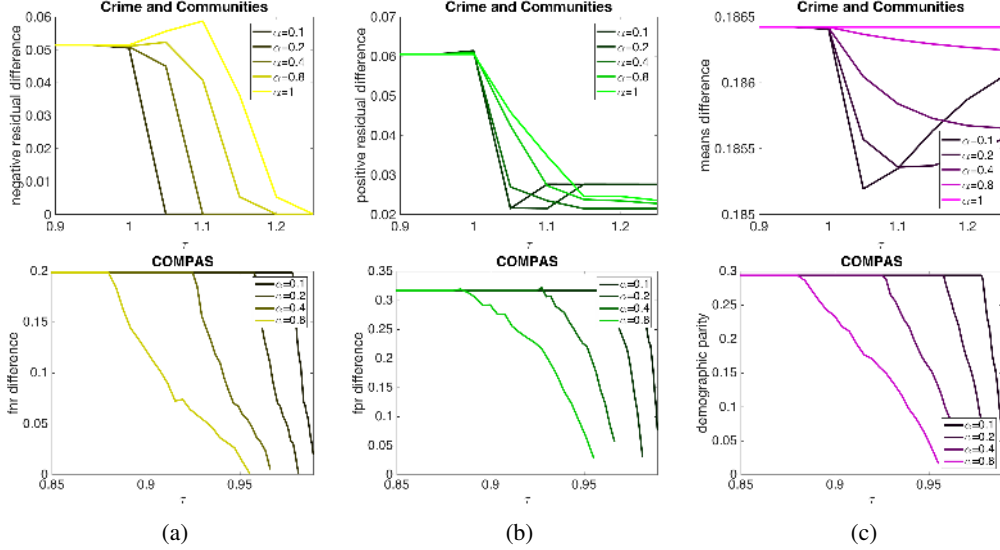 Crime and Communities
negative residual difference
0.06
0.05
0.04
0.03
0.02
0.01
0
0.9
1
1.1
1.2
τ
α=0.1
α=0.2
α=0.4
α=0.8
α=1
Crime and Communities
positive residual difference
0.07
0.06
0.05
0.04
0.03
0.02
0.9
1
1.1
1.2
τ
α=0.1
α=0.2
α=0.4
α=0.8
α=1
Crime and Communities
means difference
0.1865
0.186
0.1855
0.185
0.9
1
1.1
1.2
τ
α=0.1
α=0.2
α=0.4
α=0.8
α=1
COMPAS
fnr difference
0.2
0.15
0.1
0.05
0
0.85
0.9
0.95
τ
α=0.1
α=0.2
α=0.4
α=0.8
COMPAS
fpr difference
0.35
0.3
0.25
0.2
0.15
0.1
0.05
0
0.85
0.9
0.95
τ
α=0.1
α=0.2
α=0.4
α=0.8
COMPAS
demographic parity
0.3
0.25
0.2
0.15
0.1
0.05
0
0.85
0.9
0.95
τ
α=0.1
α=0.2
α=0.4
α=0.8
(a)
(b)
(c)